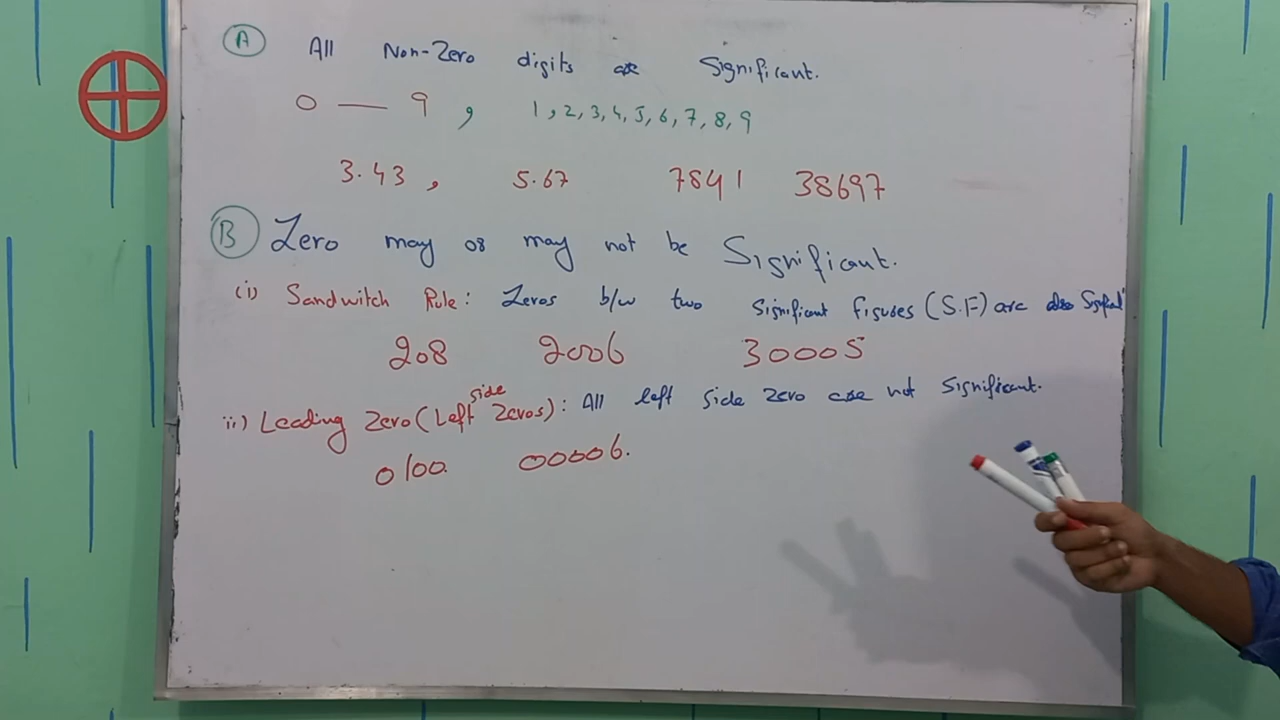 A All Non-Zero digits are Significant.
0 — 9 , 1,2,3,4,5,6,7,8,9
3.43 , 5.67 7841 38697
B Zero may or may not be Significant.
(i) Sandwitch Rule: Zeros b/w two Significant figures (S.F) are also
208 2006 30005
ii) Leading Zero (Left side Zeros): All left side zero are not significant.
0100. 00006.